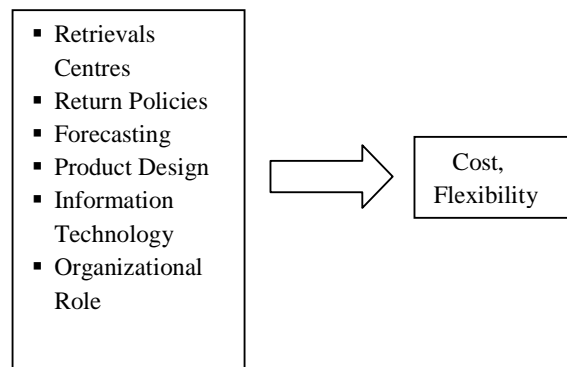 ▪ Retrievals
Centres
▪ Return Policies
▪ Forecasting
▪ Product Design
▪ Information
Technology
▪ Organizational
Role
Cost,
Flexibility